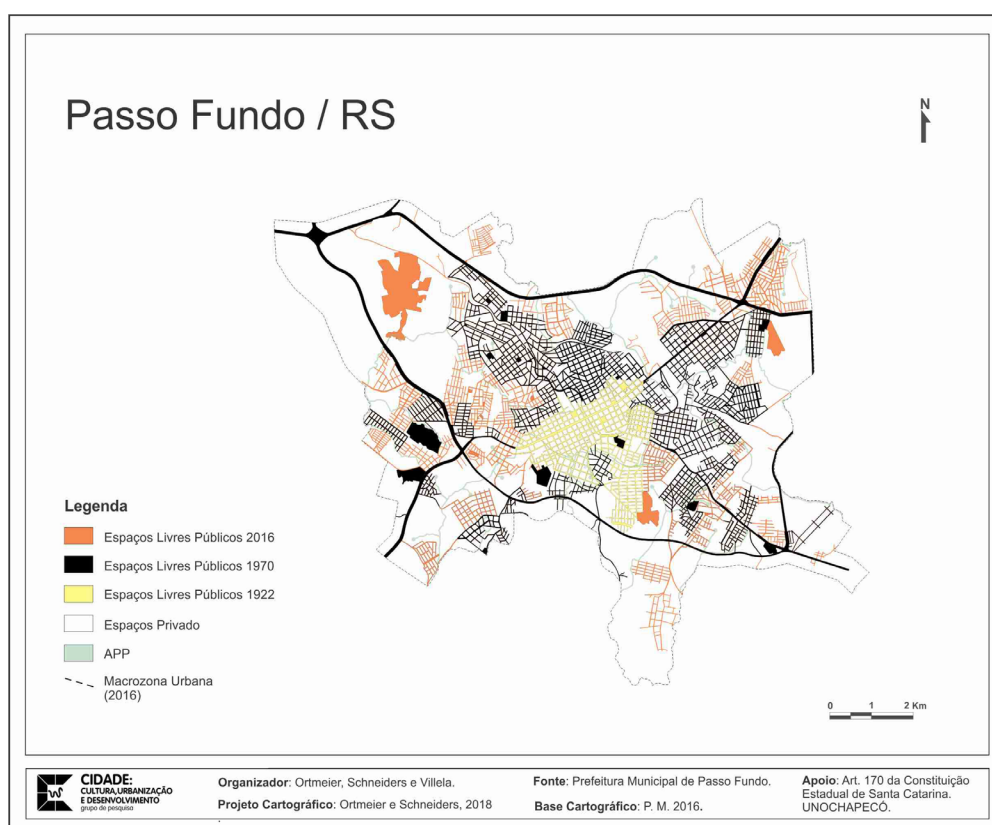 Passo Fundo / RS
N
Legenda
Espaços Livres Públicos 2016
Espaços Livres Públicos 1970
Espaços Livres Públicos 1922
Espaços Privado
APP
Macrozona Urbana
(2016)
0 1 2 Km
CIDADE:
CULTURA, URBANIZAÇÃO
E DESENVOLVIMENTO
grupo de pesquisa
Organizador: Ortmeier, Schneiders e Villela.
Projeto Cartográfico: Ortmeier e Schneiders, 2018
Fonte: Prefeitura Municipal de Passo Fundo.
Base Cartográfico: P. M. 2016.
Apoio: Art. 170 da Constituição
Estadual de Santa Catarina.
UNOCHAPECÓ.